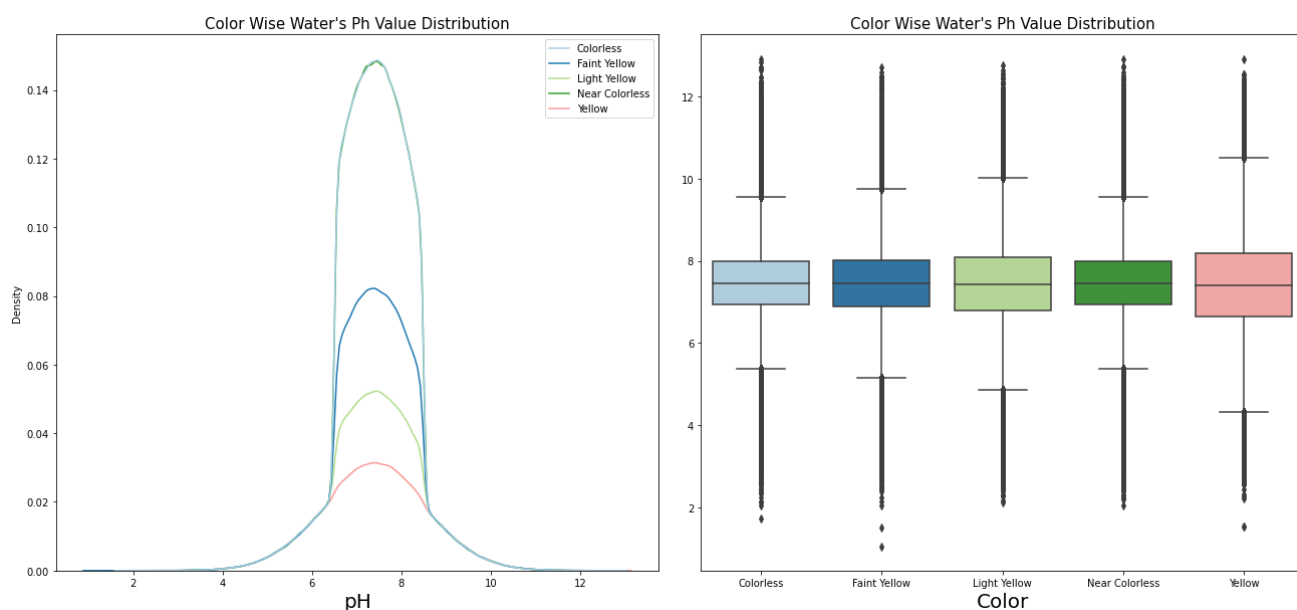 Color Wise Water's Ph Value Distribution
Density
0.14
0.12
0.10
0.08
0.06
0.04
0.02
0.00
2 4 6 8 10 12
pH
Colorless
Faint Yellow
Light Yellow
Near Colorless
Yellow
Color Wise Water's Ph Value Distribution
12
10
8
6
4
2
Colorless Faint Yellow Light Yellow Near Colorless Yellow
Color